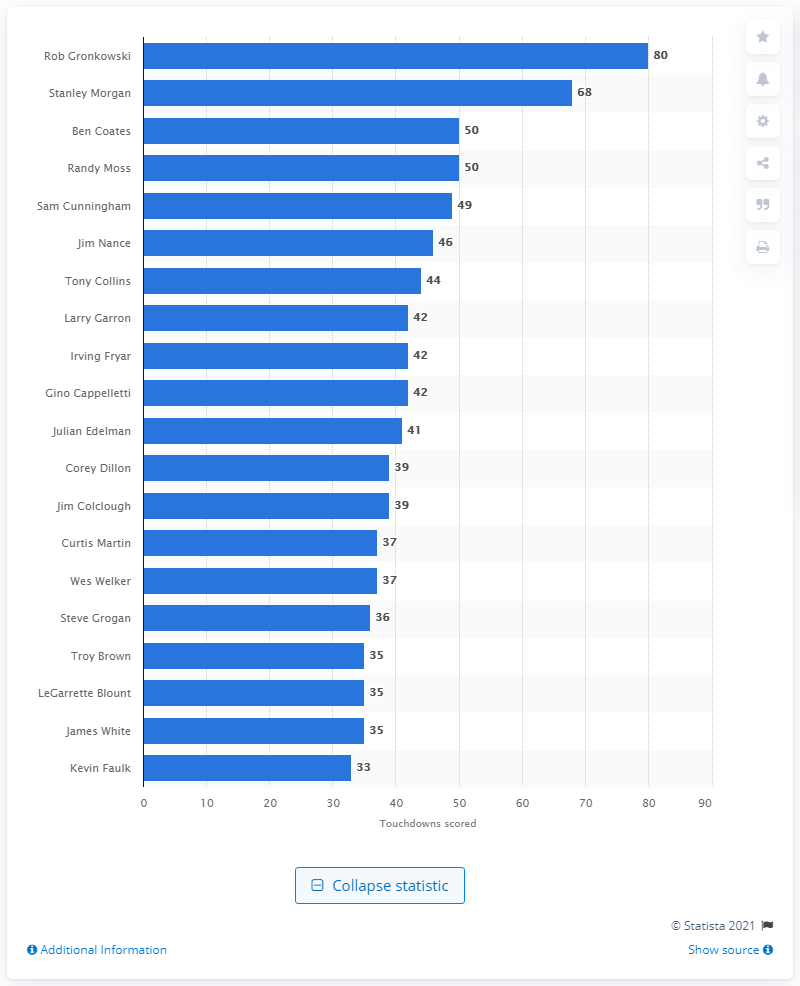 Rob Gronkowski 80
Stanley Morgan 68
Ben Coates 50
Randy Moss 50
Sam Cunningham 49
Jim Nance 46
Tony Collins 44
Larry Garron 42
Irving Fryar 42
Gino Cappelletti 42
Julian Edelman 41
Corey Dillon 39
Jim Colclough 39
Curtis Martin 37
Wes Welker 37
Steve Grogan 36
Troy Brown 35
LeGarrette Blount 35
James White 35
Kevin Faulk 33
0 10 20 30 40 50 60 70 80 90
Touchdowns scored
Collapse statistic
© Statista 2021
Additional Information
Show source